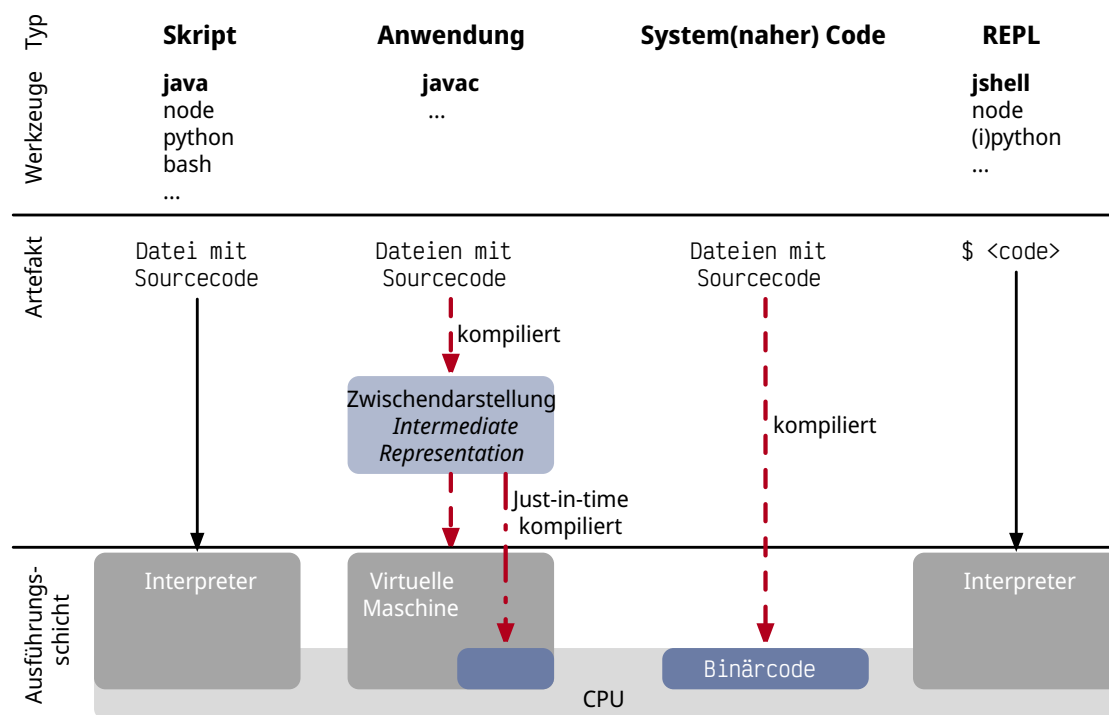 Typ
Skript
Anwendung
System(naher) Code
REPL
Werkzeuge
java
node
python
bash
...
javac
...
jshell
node
(i)python
...
Artefakt
Datei mit
Sourcecode
Dateien mit
Sourcecode
Dateien mit
Sourcecode
$ <code>
kompiliert
Zwischendarstellung
Intermediate
Representation
kompiliert
Just-in-time
kompiliert
Ausführungs-
schicht
Interpreter
Virtuelle
Maschine
Binärcode
Interpreter
CPU